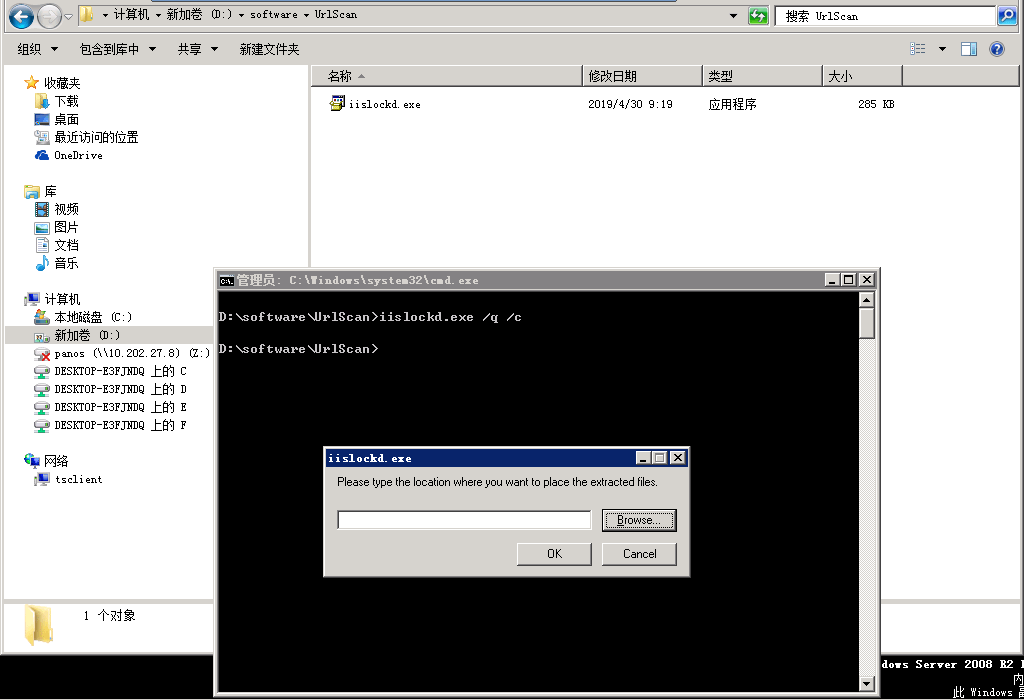 计算机 新加卷 (D:) software UrlScan
搜索 UrlScan
组织 包含到库中 共享 新建文件夹
收藏夹
下载
桌面
最近访问的位置
OneDrive
库
视频
图片
文档
音乐
计算机
本地磁盘 (C:)
新加卷 (D:)
panos (\\10.202.27.8) (Z:)
DESKTOP-E3FJNDQ 上的 C
DESKTOP-E3FJNDQ 上的 D
DESKTOP-E3FJNDQ 上的 E
DESKTOP-E3FJNDQ 上的 F
网络
tsclient
名称 修改日期 类型 大小
iislockd.exe 2019/4/30 9:19 应用程序 285 KB
管理员: C:\Windows\system32\cmd.exe
D:\software\UrlScan>iislockd.exe /q /c
D:\software\UrlScan>
iislockd.exe
Please type the location where you want to place the extracted files.
Browse...
OK Cancel
1 个对象
dows Server 2008 R2
内
此 Windows